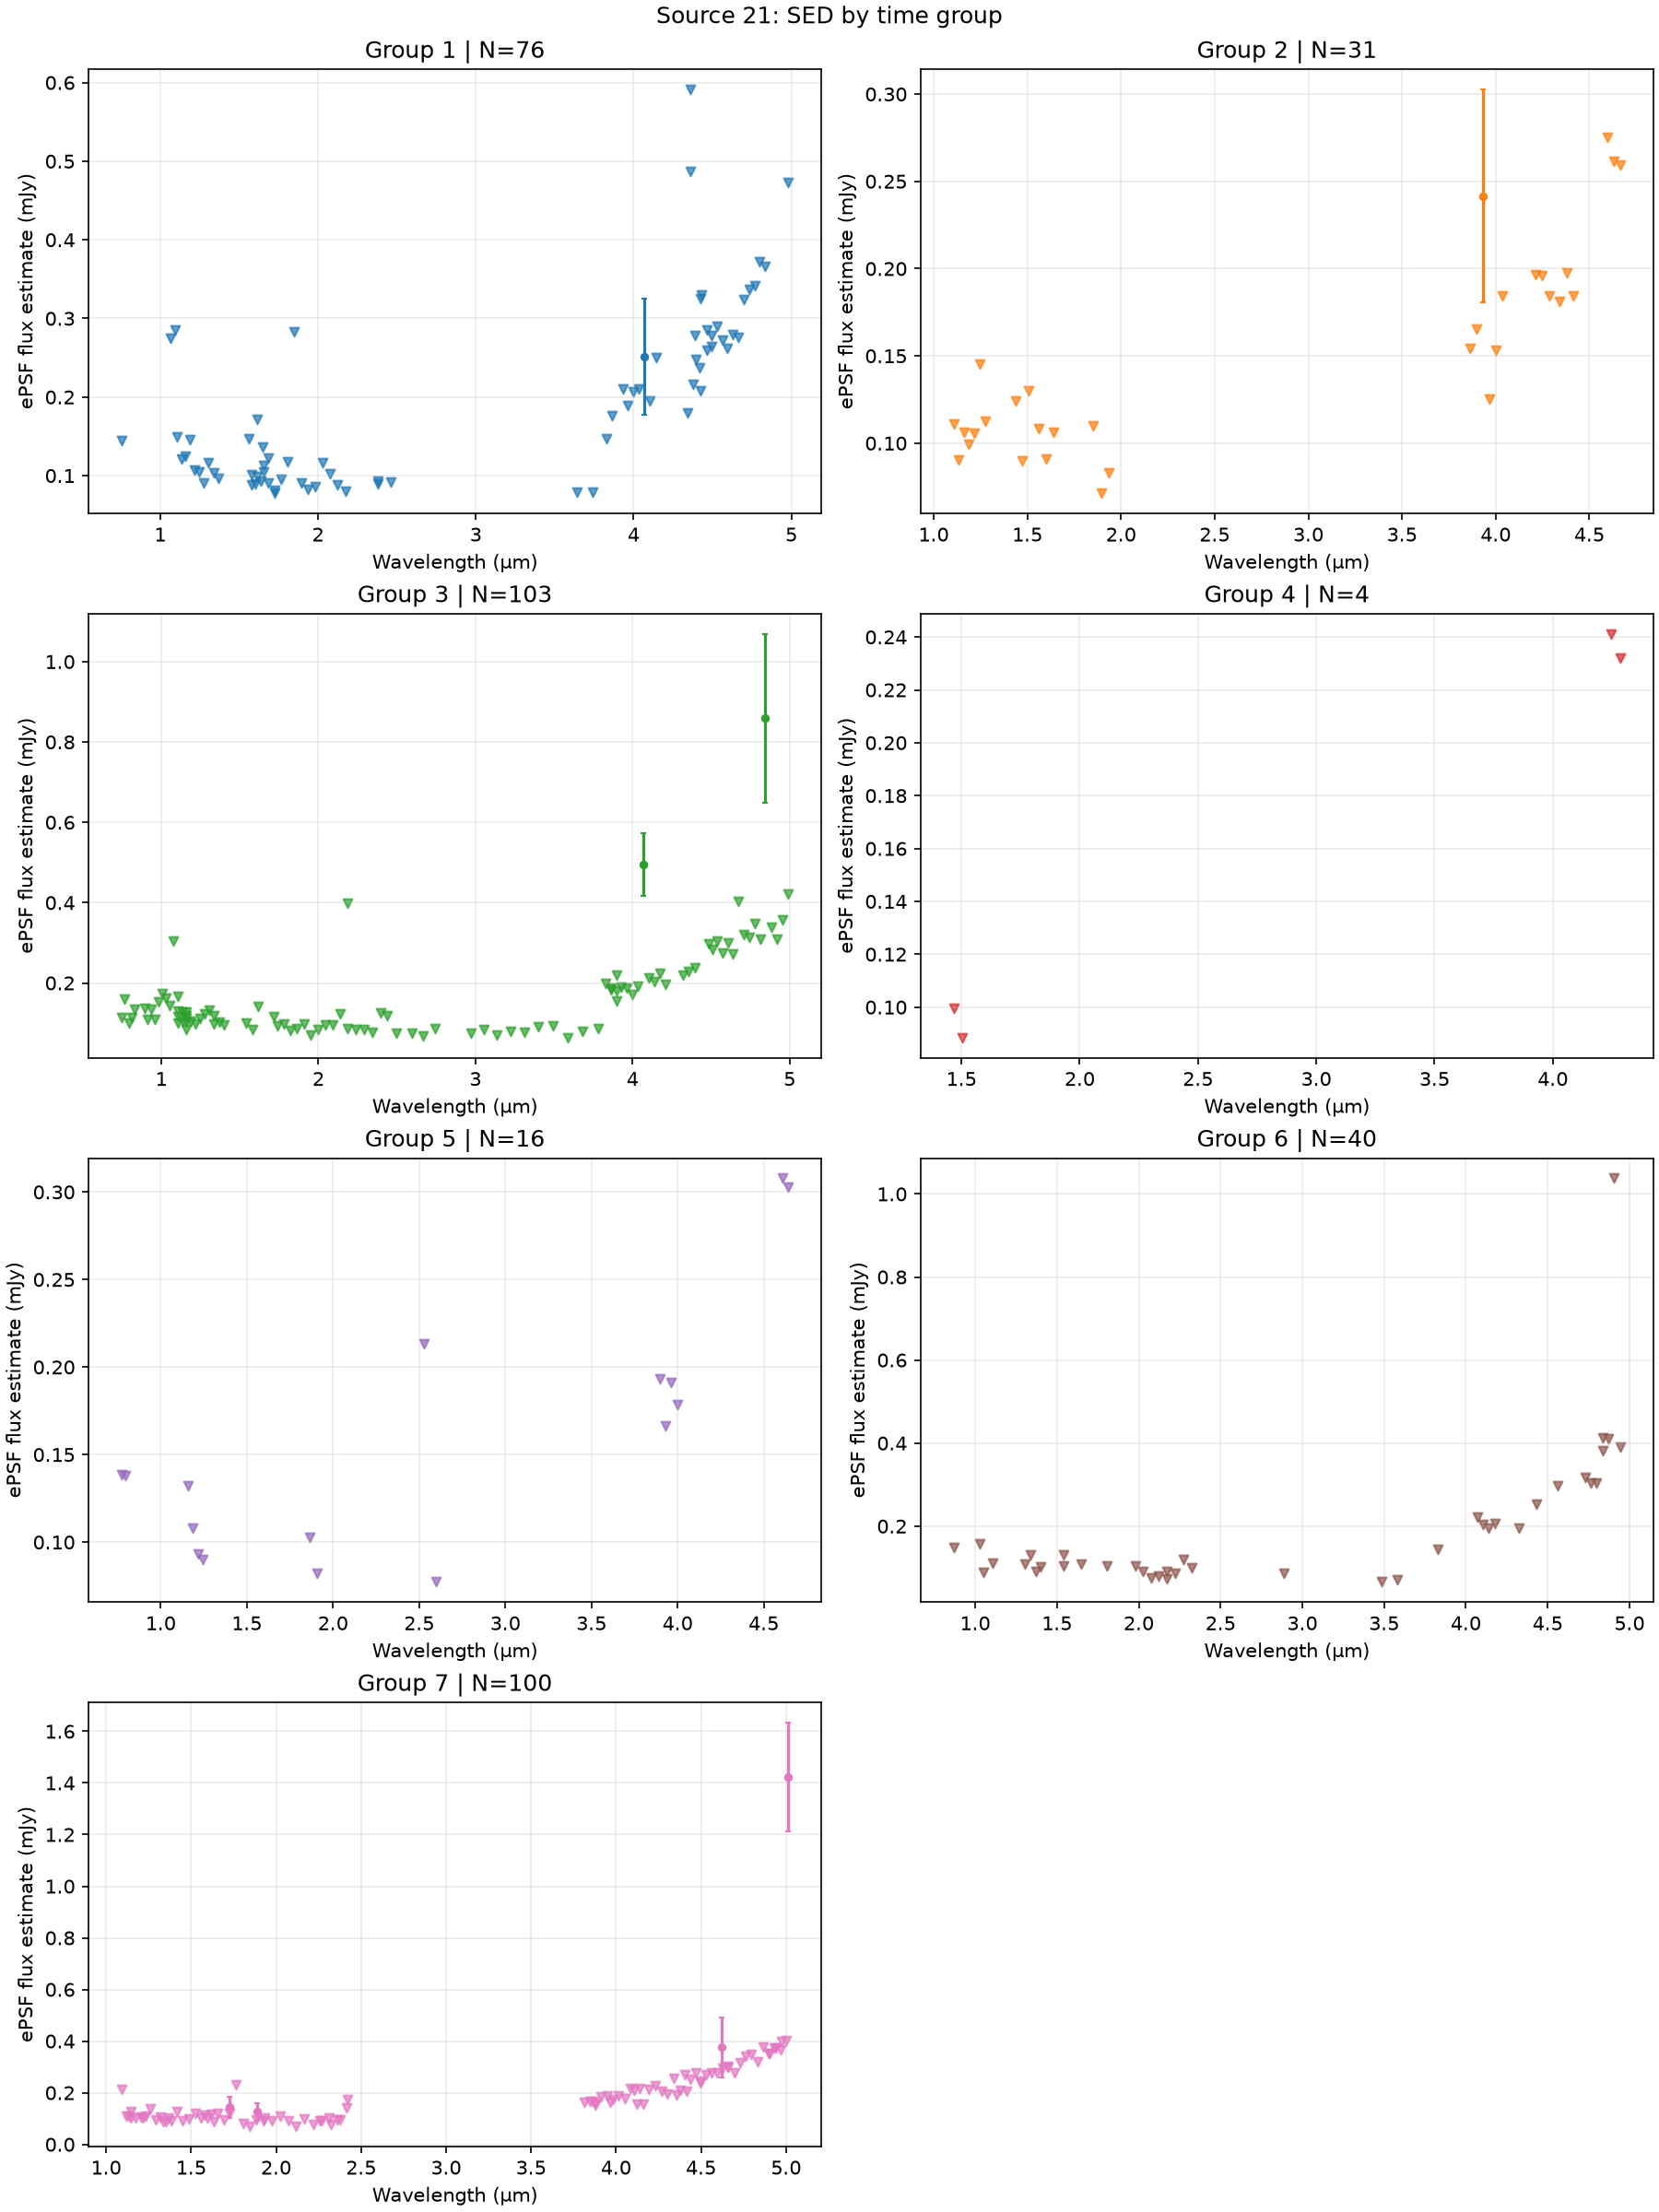 Source 21: SED by time group
Group 1 | N=76
ePSF flux estimate (mJy)
0.6
0.5
0.4
0.3
0.2
0.1
1 2 3 4 5
Wavelength (µm)
Group 2 | N=31
ePSF flux estimate (mJy)
0.30
0.25
0.20
0.15
0.10
1.0 1.5 2.0 2.5 3.0 3.5 4.0 4.5
Wavelength (µm)
Group 3 | N=103
ePSF flux estimate (mJy)
1.0
0.8
0.6
0.4
0.2
1 2 3 4 5
Wavelength (µm)
Group 4 | N=4
ePSF flux estimate (mJy)
0.24
0.22
0.20
0.18
0.16
0.14
0.12
0.10
1.5 2.0 2.5 3.0 3.5 4.0
Wavelength (µm)
Group 5 | N=16
ePSF flux estimate (mJy)
0.30
0.25
0.20
0.15
0.10
1.0 1.5 2.0 2.5 3.0 3.5 4.0 4.5
Wavelength (µm)
Group 6 | N=40
ePSF flux estimate (mJy)
1.0
0.8
0.6
0.4
0.2
1.0 1.5 2.0 2.5 3.0 3.5 4.0 4.5 5.0
Wavelength (µm)
Group 7 | N=100
ePSF flux estimate (mJy)
1.6
1.4
1.2
1.0
0.8
0.6
0.4
0.2
0.0
1.0 1.5 2.0 2.5 3.0 3.5 4.0 4.5 5.0
Wavelength (µm)